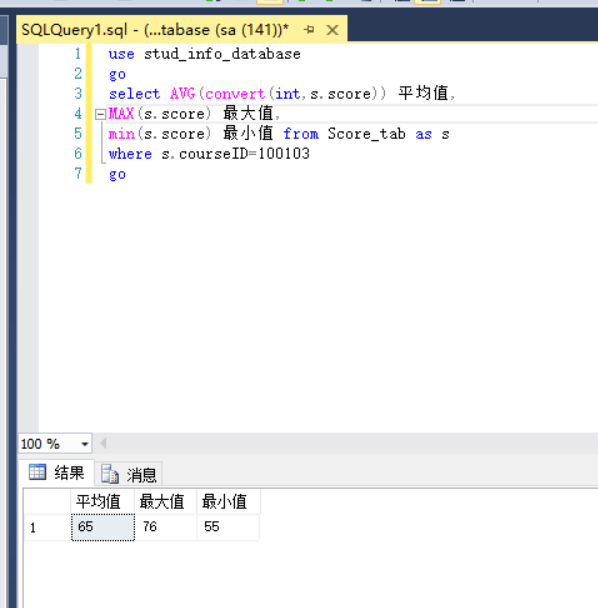 SQLQuery1.sql - (...tabase (sa (141))*
1 use stud_info_database
2 go
3 select AVG(convert(int,s.score)) 平均值,
4 MAX(s.score) 最大值,
5 min(s.score) 最小值 from Score_tab as s
6 where s.courseID=100103
7 go
100 %
结果 消息
平均值 最大值 最小值
1 65 76 55